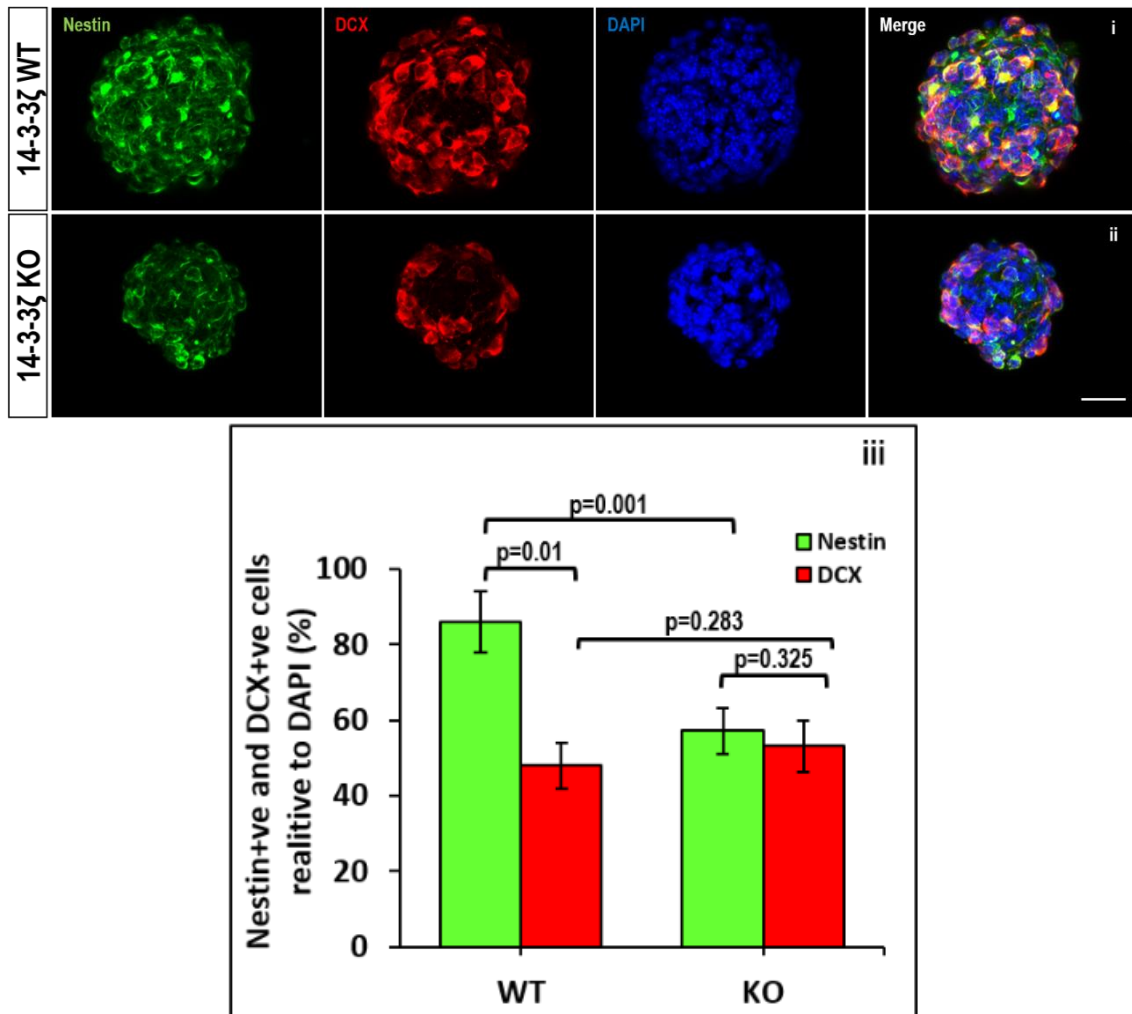 14-3-3ζ WT
Nestin
DCX
DAPI
Merge
i
14-3-3ζ KO
ii
iii
p=0.001
p=0.01
Nestin
DCX
p=0.283
p=0.325
Nestin+ve and DCX+ve cells
realitive to DAPI (%)
100
80
60
40
20
0
WT
KO